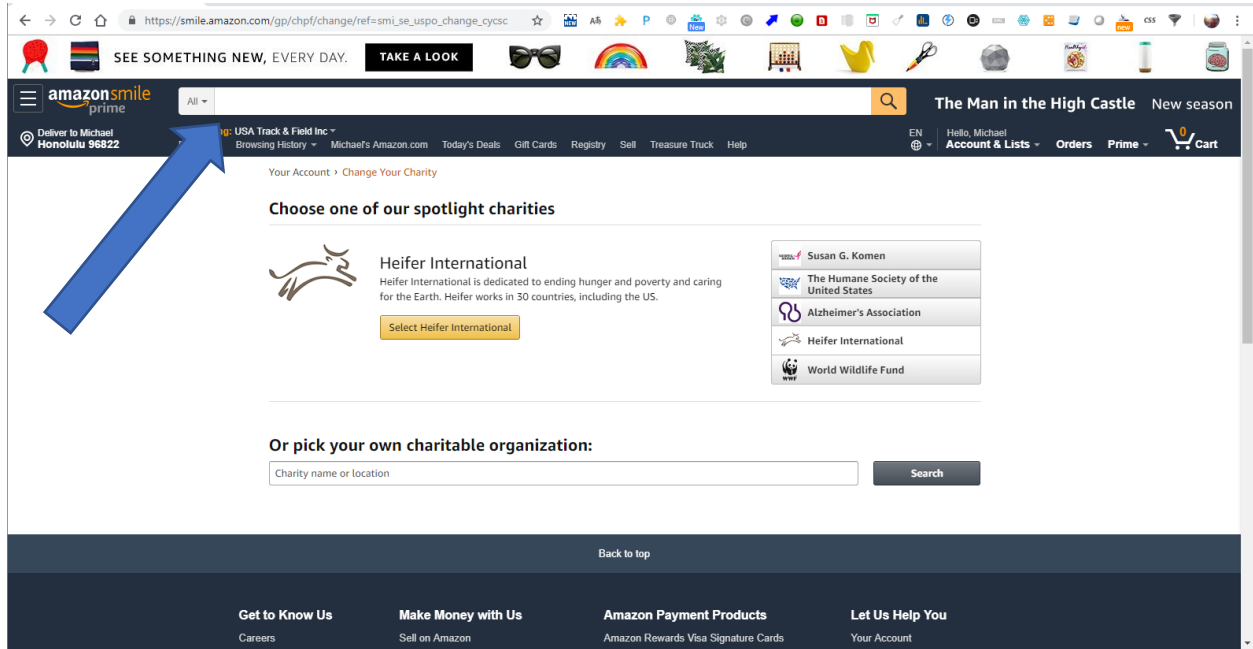 https://smile.amazon.com/gp/chpf/change/ref=smi_se_uspo_change_cycsc
New
new
CSS
SEE SOMETHING NEW, EVERY DAY.
TAKE A LOOK
amazonsmile
prime
All
The Man in the High Castle New season
Deliver to Michael
Honolulu 96822
USA Track & Field Inc
Browsing History Michael's Amazon.com Today's Deals Gift Cards Registry Sell Treasure Truck Help
EN
Hello, Michael
Account & Lists Orders Prime
0
Cart
Your Account › Change Your Charity
Choose one of our spotlight charities
Heifer International
Heifer International is dedicated to ending hunger and poverty and caring
for the Earth. Heifer works in 30 countries, including the US.
Select Heifer International
Susan G. Komen
The Humane Society of the
United States
Alzheimer's Association
Heifer International
WWF
World Wildlife Fund
Or pick your own charitable organization:
Charity name or location
Search
Back to top
Get to Know Us Make Money with Us Amazon Payment Products Let Us Help You
Careers Sell on Amazon Amazon Rewards Visa Signature Cards Your Account